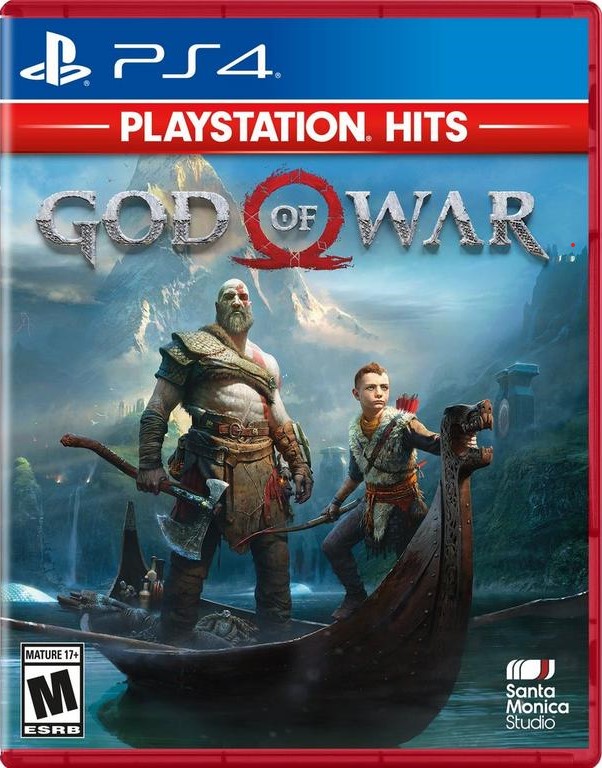 PS4
PLAYSTATION® HITS
GOD OF WAR
MATURE 17+
M
ESRB
Santa
Monica
Studio